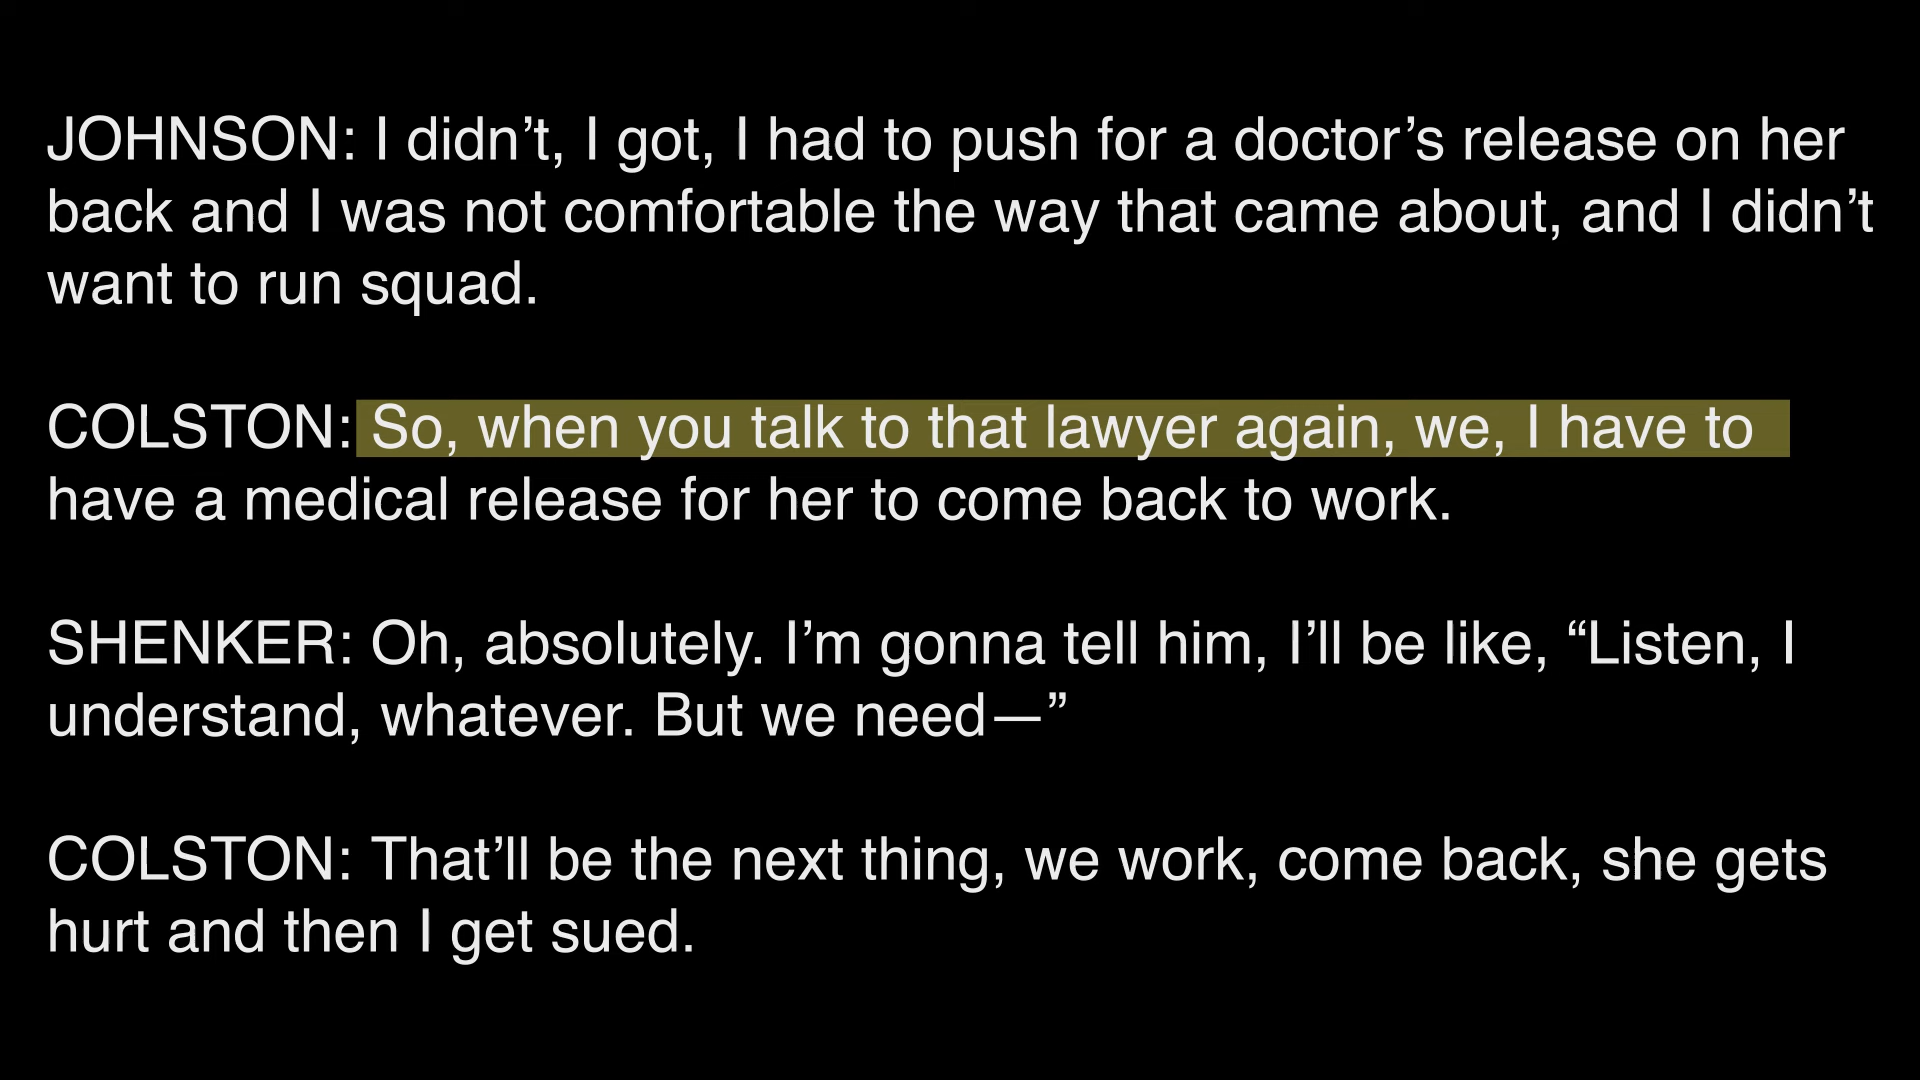 JOHNSON: I didn’t, I got, I had to push for a doctor’s release on her
back and I was not comfortable the way that came about, and I didn’t
want to run squad.
COLSTON: So, when you talk to that lawyer again, we, I have to
have a medical release for her to come back to work.
SHENKER: Oh, absolutely. I’m gonna tell him, I’ll be like, “Listen, I
understand, whatever. But we need—”
COLSTON: That’ll be the next thing, we work, come back, she gets
hurt and then I get sued.